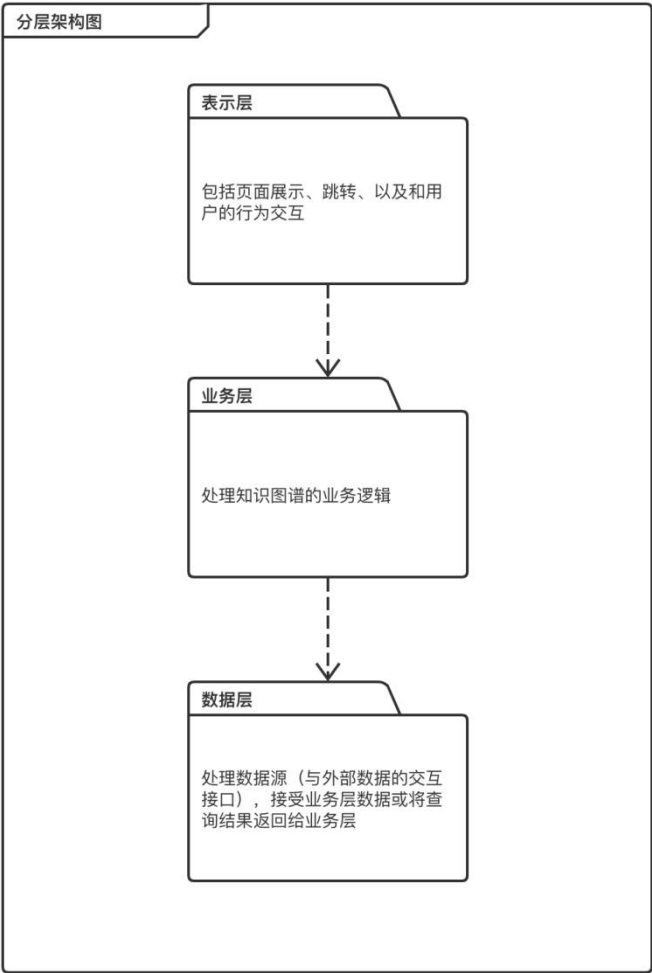 分层架构图
表示层
包括页面展示、跳转、以及和用
户的行为交互
业务层
处理知识图谱的业务逻辑
数据层
处理数据源（与外部数据的交互
接口），接受业务层数据或将查
询结果返回给业务层